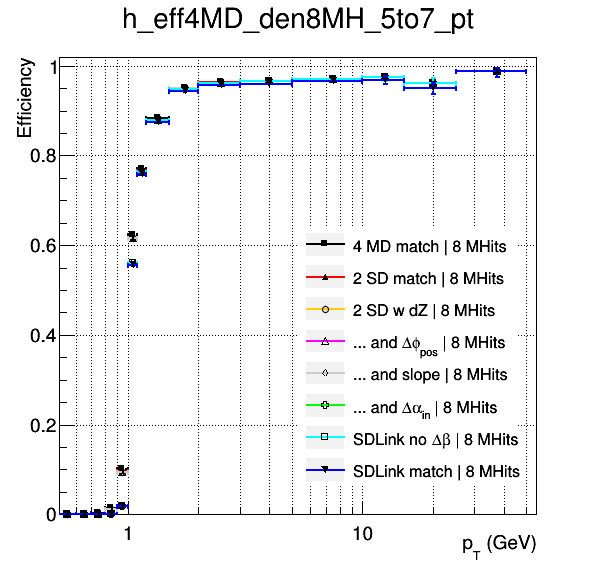 h_eff4MD_den8MH_5to7_pt
Efficiency
1
0.8
0.6
0.4
0.2
0
4 MD match | 8 MHits
2 SD match | 8 MHits
2 SD w dZ | 8 MHits
... and Δϕpos | 8 MHits
... and slope | 8 MHits
... and Δαin | 8 MHits
SDLink no Δβ | 8 MHits
SDLink match | 8 MHits
1 10
pT (GeV)